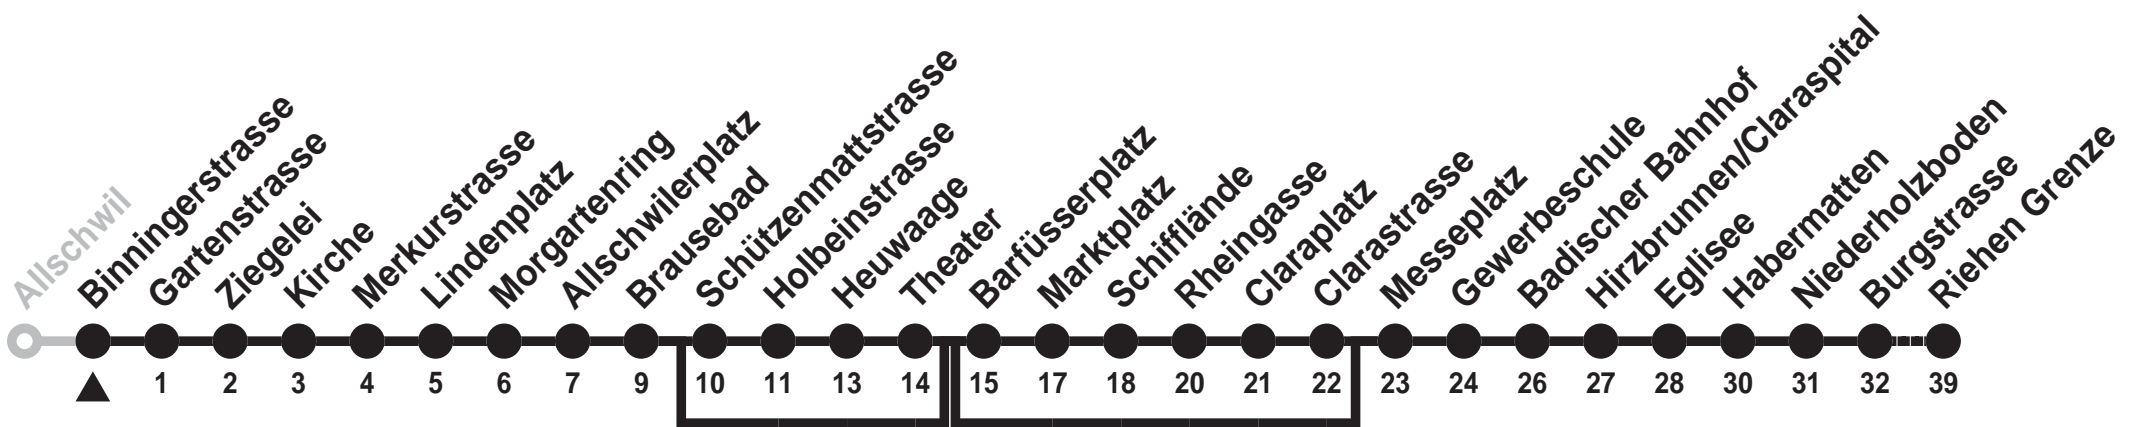 Allschwil
Binningerstrasse
Gartenstrasse
Ziegelei
Kirche
Merkurstrasse
Lindenplatz
Morgartenring
Allschwilerplatz
Brausebad
Schützenmattstrasse
Holbeinstrasse
Heuwaage
Theater
Barfüsserplatz
Marktplatz
Schifflände
Rheingasse
Claraplatz
Clarastrasse
Messeplatz
Gewerbeschule
Badischer Bahnhof
Hirzbrunnen/Claraspital
Eglisee
Habermatten
Niederholzboden
Burgstrasse
Riehen Grenze
1 2 3 4 5 6 7 9 10 11 13 14 15 17 18 20 21 22 23 24 26 27 28 30 31 32 39